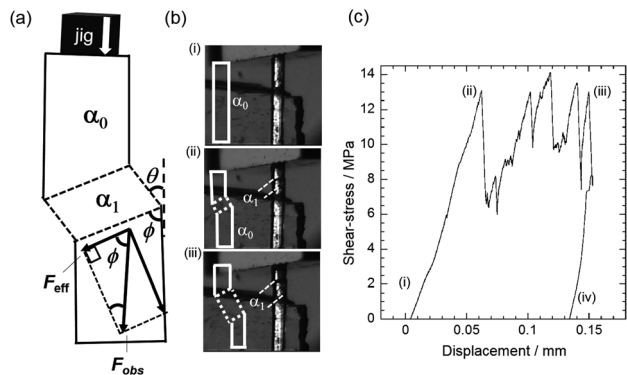 (a)
jig
α0
α1
θ
ϕ
ϕ
ϕ
Feff
Fobs
(b)
(i)
α0
(ii)
α1
α0
(iii)
α1
(c)
Shear-stress / MPa
14
12
10
8
6
4
2
0
(i)
(ii)
(iii)
(iv)
0 0.05 0.10 0.15
Displacement / mm